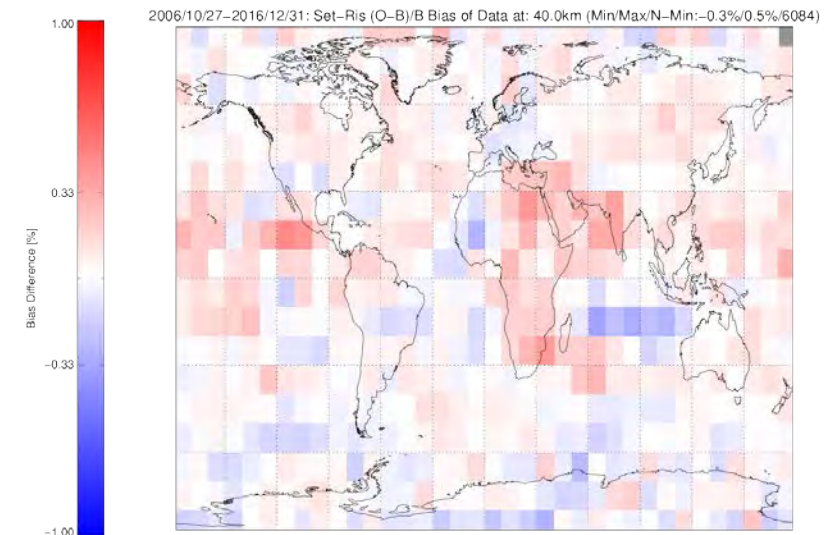 2006/10/27−2016/12/31: Set−Ris (O−B)/B Bias of Data at: 40.0km (Min/Max/N−Min:−0.3%/0.5%/6084)
1.00
0.33
−0.33
−1.00
Bias Difference [%]